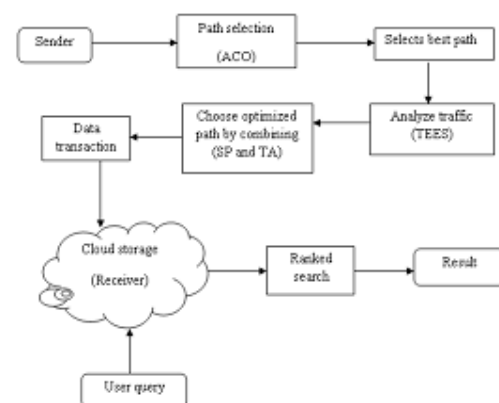 Sender
Path selection
(ACO)
Selects best path
Analyze traffic
(TEES)
Choose optimized
path by combining
(SP and TA)
Data
transaction
Cloud storage
(Receiver)
Ranked
search
Result
User query